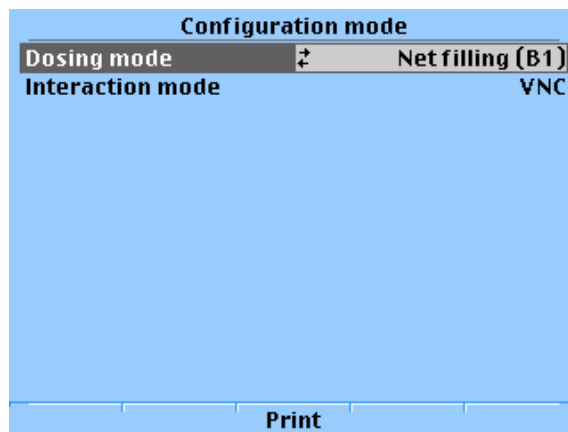 Configuration mode
Dosing mode Net filling (B1)
Interaction mode VNC
Print